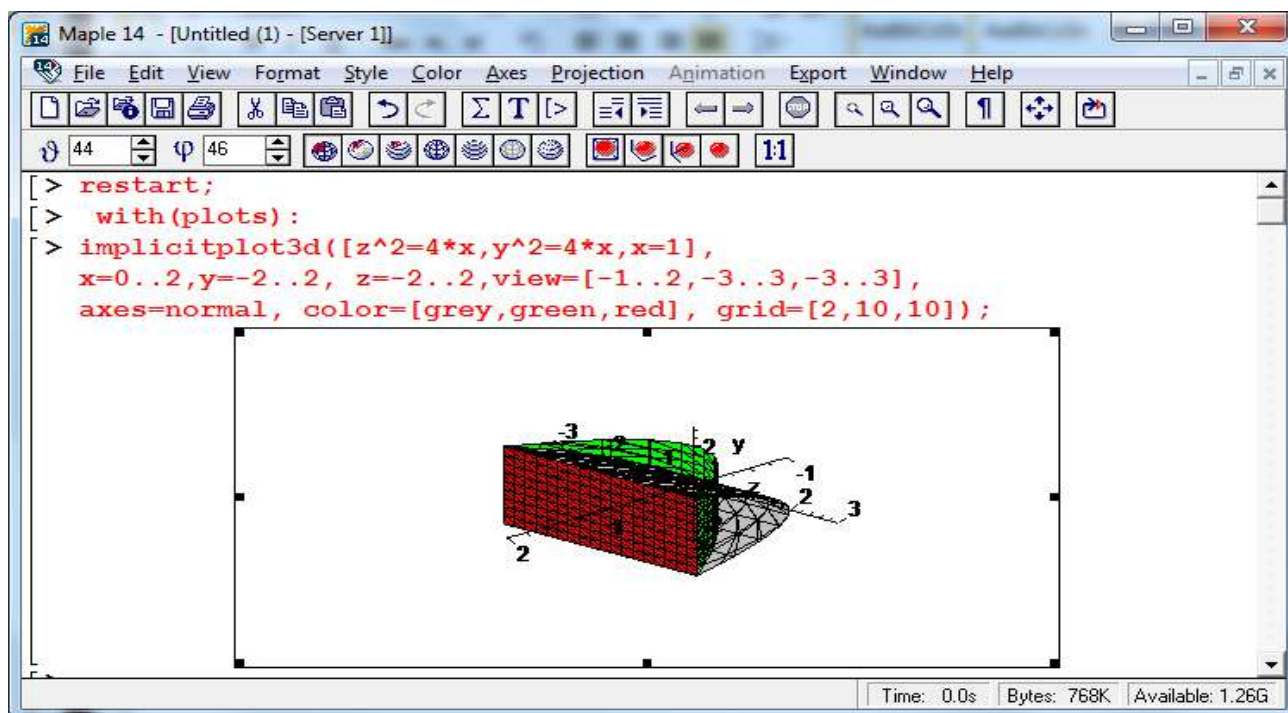 Maple 14 - [Untitled (1) - [Server 1]]
File Edit View Format Style Color Axes Projection Animation Export Window Help
Σ T [> STOP ¶
ϑ 44 φ 46 1:1
[> restart;
[> with(plots):
[> implicitplot3d([z^2=4*x,y^2=4*x,x=1],
x=0..2,y=-2..2, z=-2..2,view=[-1..2,-3..3,-3..3],
axes=normal, color=[grey,green,red], grid=[2,10,10]);
-3 -2 y
-1
z 2 3
2
Time: 0.0s Bytes: 768K Available: 1.26G